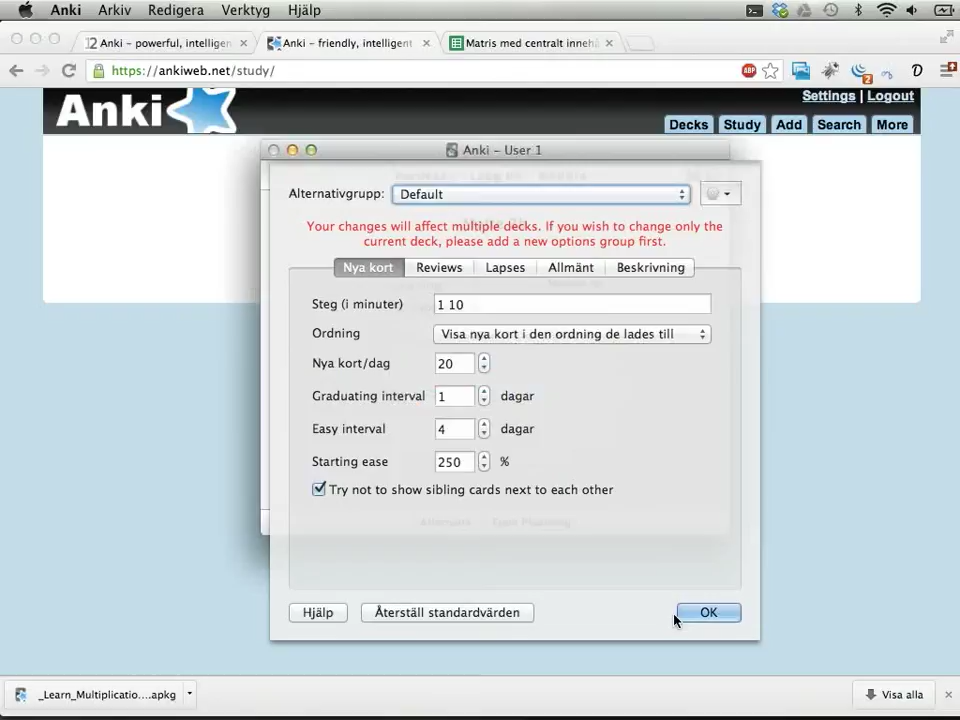 Anki Arkiv Redigera Verktyg Hjälp
Anki - powerful, intelligen
Anki - friendly, intelligent
Matris med centralt innehå
https://ankiweb.net/study/
ABP
2
D
Anki
Settings | Logout
Decks Study Add Search More
Anki – User 1
Alternativgrupp: Default
Your changes will affect multiple decks. If you wish to change only the
current deck, please add a new options group first.
Nya kort Reviews Lapses Allmänt Beskrivning
Steg (i minuter) 1 10
Ordning Visa nya kort i den ordning de lades till
Nya kort/dag 20
Graduating interval 1 dagar
Easy interval 4 dagar
Starting ease 250 %
Try not to show sibling cards next to each other
Hjälp Återställ standardvärden OK
_Learn_Multiplicatio....apkg
Visa alla